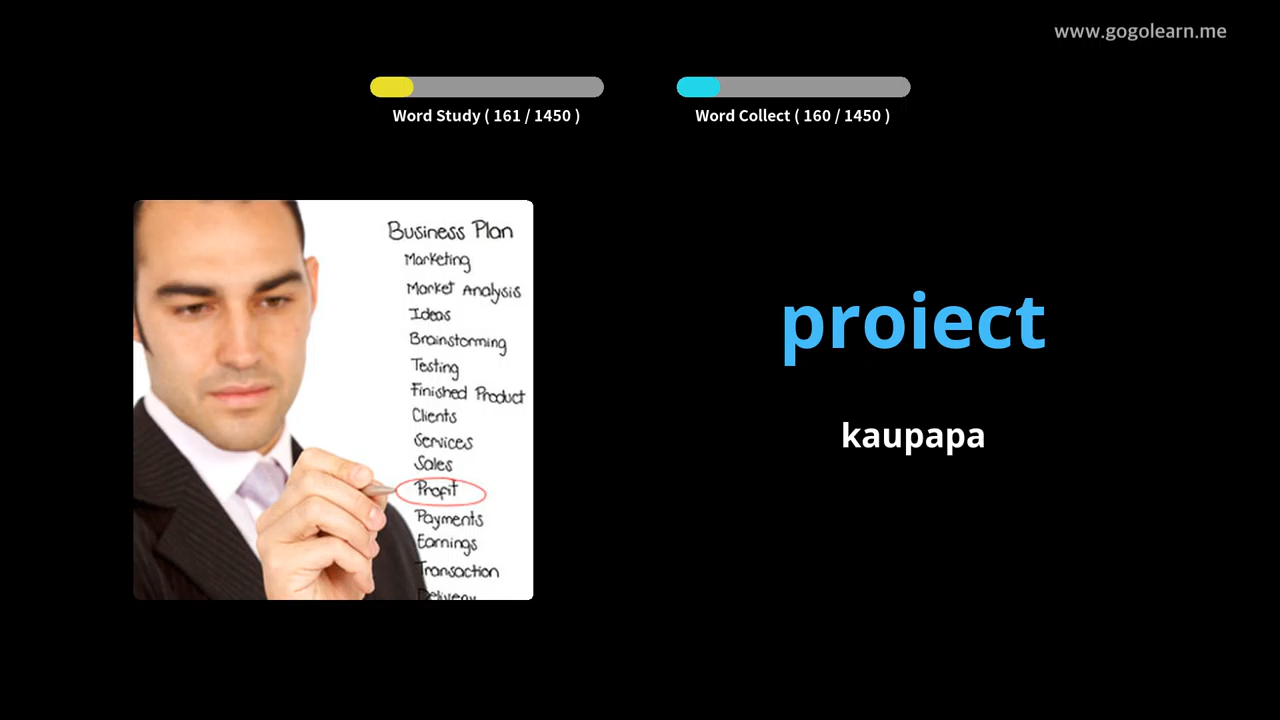 www.gogolearn.me
Word Study ( 161 / 1450 )
Word Collect ( 160 / 1450 )
Business Plan
Marketing
Market Analysis
Ideas
Brainstorming
Testing
Finished Product
Clients
Services
Sales
Profit
Payments
Earnings
Transaction
Delivery
proiect
kaupapa